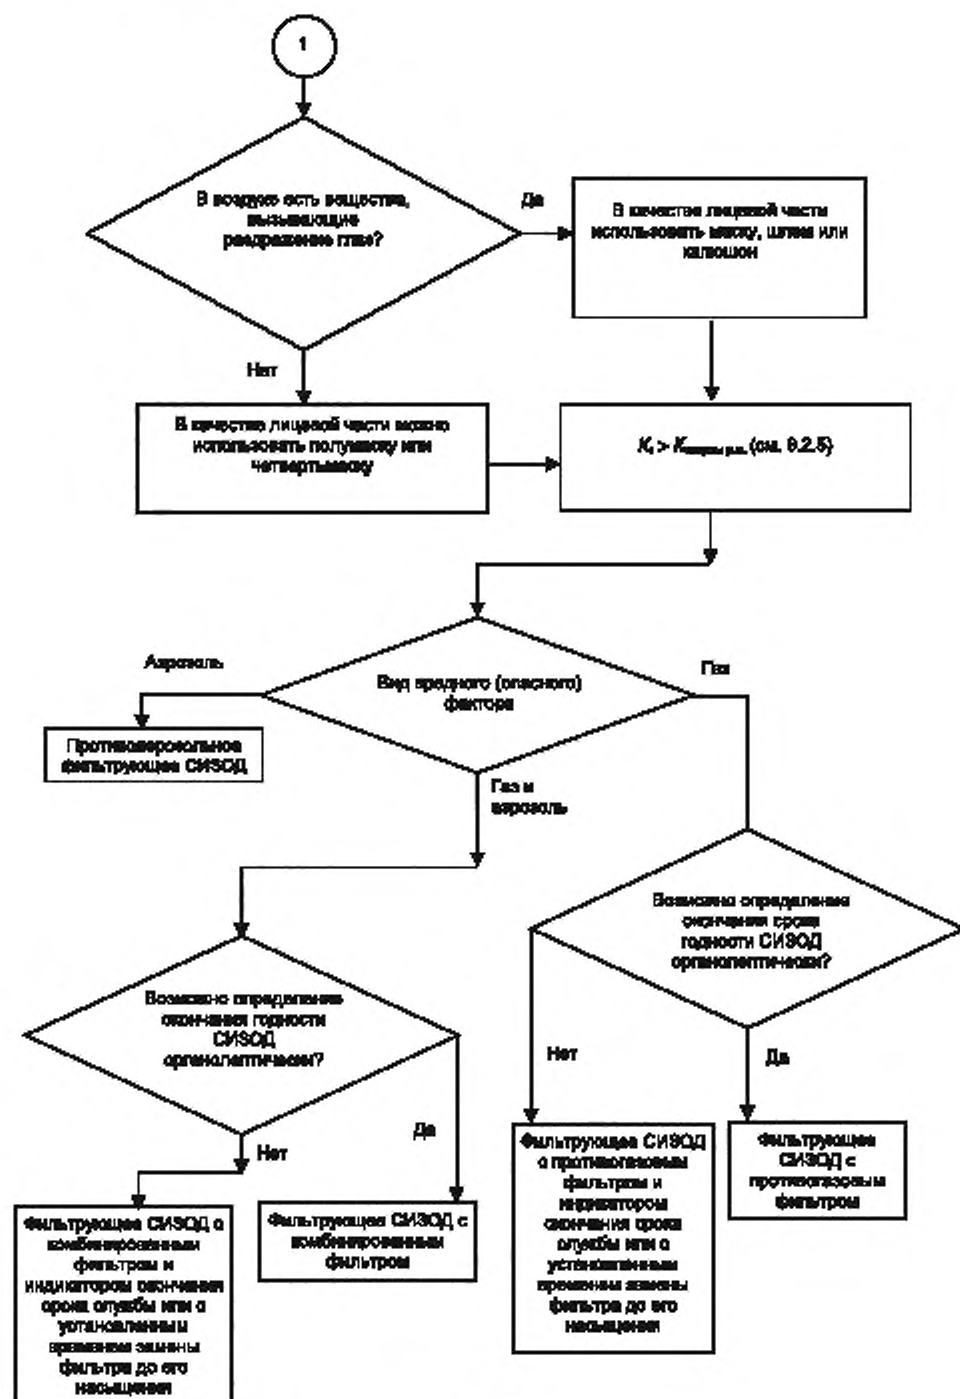 1
В воздухе есть вещества,
вызывающие
раздражение глаз?
Да
В качестве лицевой части
использовать маску, шлем или
капюшон
Нет
В качестве лицевой части можно
использовать полумаску или
четвертьмаску
(см. 9.2.5)
Аэрозоль
Вид вредного (опасного)
фактора
Газ
Противоаэрозольное
фильтрующее СИЗОД
Газ и
аэрозоль
Возможно определение
окончания срока
годности СИЗОД
органолептически?
Возможно определение
окончания годности
СИЗОД
органолептически?
Нет
Да
Да
Нет
Фильтрующее СИЗОД
с противогазовым
фильтром и
индикатором
окончания срока
службы или с
установленным
временем замены
фильтра до его
насыщения
Фильтрующее
СИЗОД с
противогазовым
фильтром
Фильтрующее СИЗОД с
комбинированным
фильтром и
индикатором окончания
срока службы или с
установленным
временем замены
фильтра до его
насыщения
Фильтрующее СИЗОД с
комбинированным
фильтром